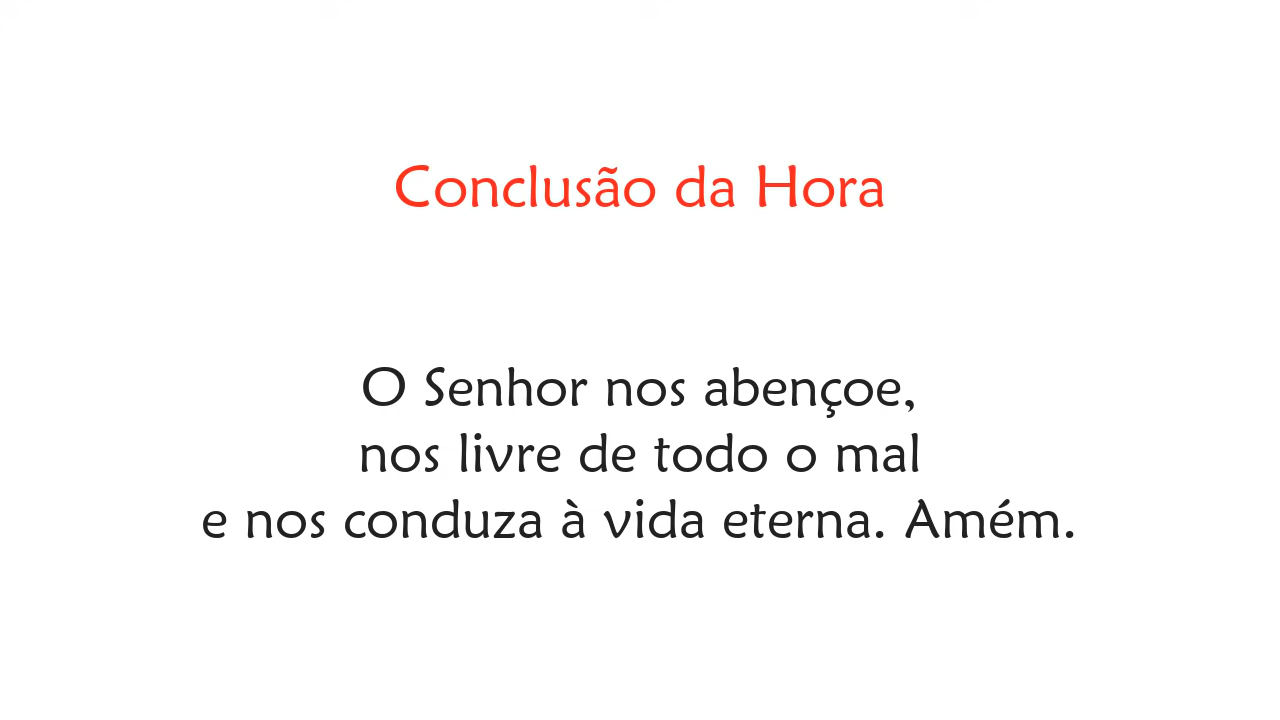 Conclusão da Hora
O Senhor nos abençoe,
nos livre de todo o mal
e nos conduza à vida eterna. Amém.